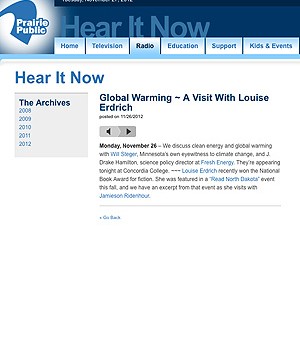 Tuesday, November 27, 2012
Prairie
Public
Hear It Now
Home Television Radio Education Support Kids & Events
Hear It Now
The Archives
2008
2009
2010
2011
2012
Global Warming ~ A Visit With Louise
Erdrich
posted on 11/26/2012
Monday, November 26 – We discuss clean energy and global warming
with Will Steger, Minnesota's own eyewitness to climate change, and J.
Drake Hamilton, science policy director at Fresh Energy. They're appearing
tonight at Concordia College. ~~~ Louise Erdrich recently won the National
Book Award for fiction. She was featured in a "Read North Dakota" event
this fall, and we have an excerpt from that event as she visits with
Jamieson Ridenhour.
« Go Back